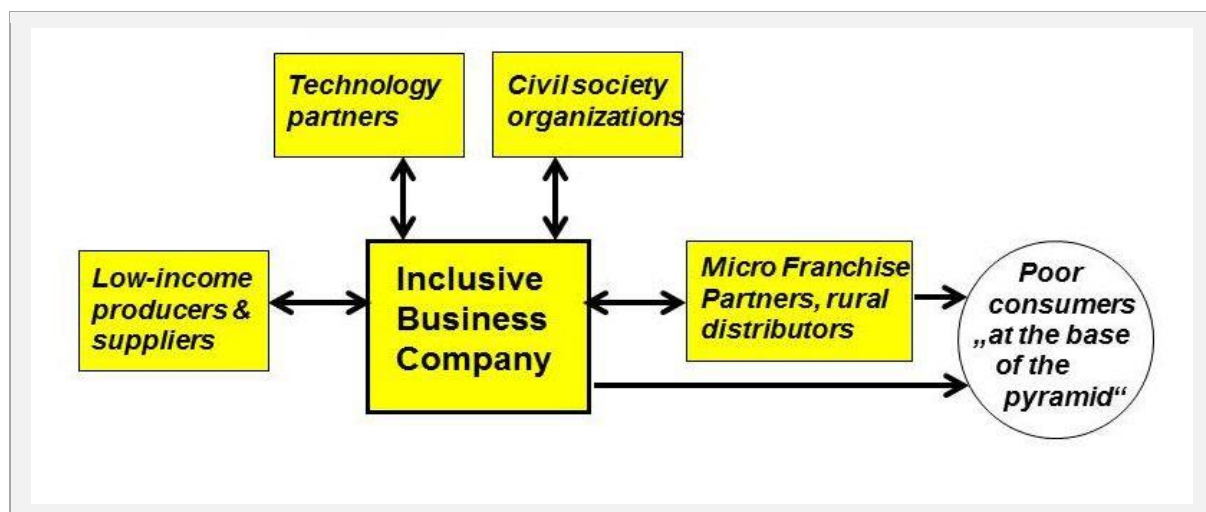 Technology
partners
Civil society
organizations
Low-income
producers &
suppliers
Inclusive
Business
Company
Micro Franchise
Partners, rural
distributors
Poor
consumers
„at the base
of the
pyramid“